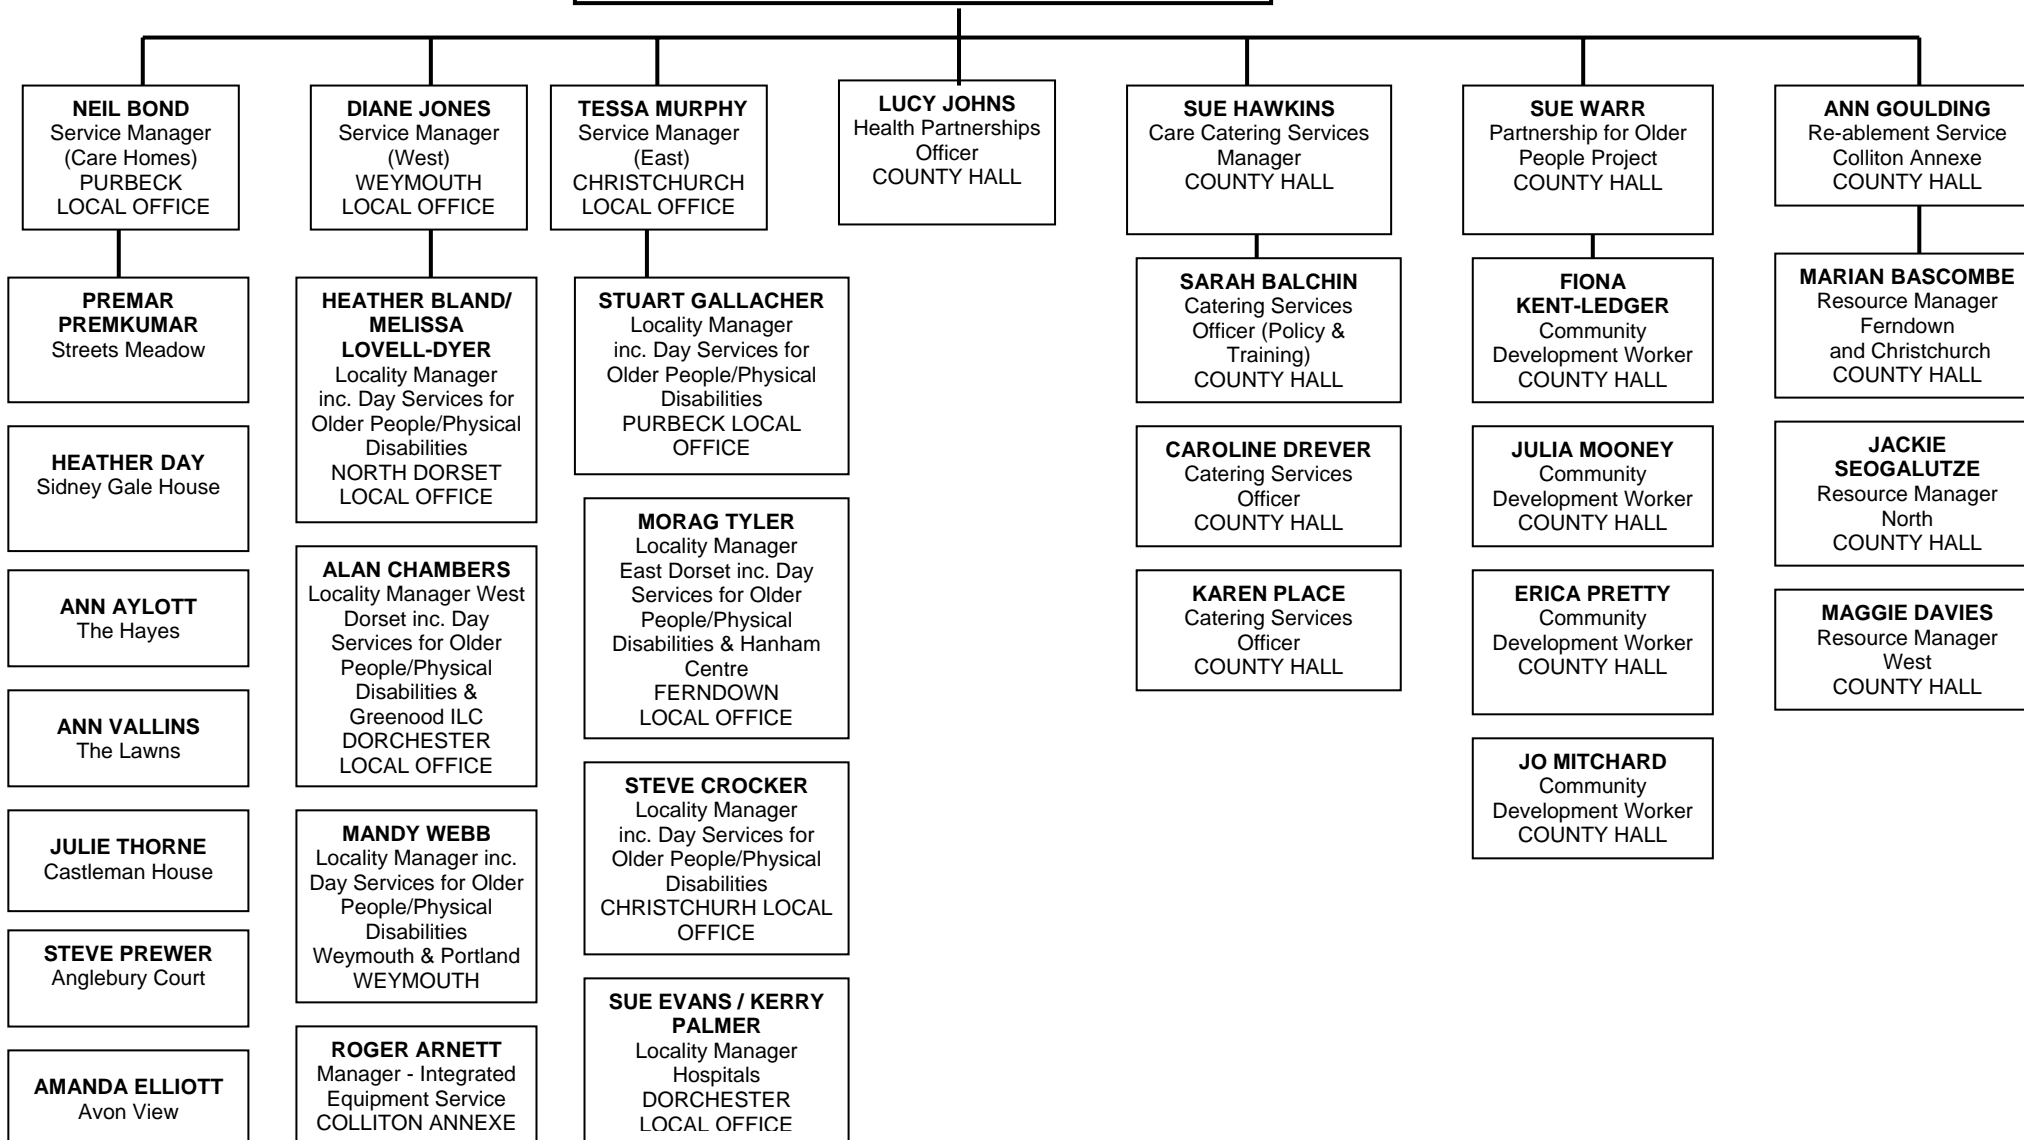 NEIL BOND
Service Manager
(Care Homes)
PURBECK
LOCAL OFFICE
DIANE JONES
Service Manager
(West)
WEYMOUTH
LOCAL OFFICE
TESSA MURPHY
Service Manager
(East)
CHRISTCHURCH
LOCAL OFFICE
LUCY JOHNS
Health Partnerships
Officer
COUNTY HALL
SUE HAWKINS
Care Catering Services
Manager
COUNTY HALL
SUE WARR
Partnership for Older
People Project
COUNTY HALL
ANN GOULDING
Re-ablement Service
Colliton Annexe
COUNTY HALL
PREMAR
PREMKUMAR
Streets Meadow
HEATHER DAY
Sidney Gale House
ANN AYLOTT
The Hayes
ANN VALLINS
The Lawns
JULIE THORNE
Castleman House
STEVE PREWER
Anglebury Court
AMANDA ELLIOTT
Avon View
HEATHER BLAND/
MELISSA
LOVELL-DYER
Locality Manager
inc. Day Services for
Older People/Physical
Disabilities
NORTH DORSET
LOCAL OFFICE
ALAN CHAMBERS
Locality Manager West
Dorset inc. Day
Services for Older
People/Physical
Disabilities &
Greenood ILC
DORCHESTER
LOCAL OFFICE
MANDY WEBB
Locality Manager inc.
Day Services for Older
People/Physical
Disabilities
Weymouth & Portland
WEYMOUTH
ROGER ARNETT
Manager - Integrated
Equipment Service
COLLITON ANNEXE
STUART GALLACHER
Locality Manager
inc. Day Services for
Older People/Physical
Disabilities
PURBECK LOCAL
OFFICE
MORAG TYLER
Locality Manager
East Dorset inc. Day
Services for Older
People/Physical
Disabilities & Hanham
Centre
FERNDOWN
LOCAL OFFICE
STEVE CROCKER
Locality Manager
inc. Day Services for
Older People/Physical
Disabilities
CHRISTCHURH LOCAL
OFFICE
SUE EVANS / KERRY
PALMER
Locality Manager
Hospitals
DORCHESTER
LOCAL OFFICE
SARAH BALCHIN
Catering Services
Officer (Policy &
Training)
COUNTY HALL
CAROLINE DREVER
Catering Services
Officer
COUNTY HALL
KAREN PLACE
Catering Services
Officer
COUNTY HALL
FIONA
KENT-LEDGER
Community
Development Worker
COUNTY HALL
JULIA MOONEY
Community
Development Worker
COUNTY HALL
ERICA PRETTY
Community
Development Worker
COUNTY HALL
JO MITCHARD
Community
Development Worker
COUNTY HALL
MARIAN BASCOMBE
Resource Manager
Ferndown
and Christchurch
COUNTY HALL
JACKIE
SEOGALUTZE
Resource Manager
North
COUNTY HALL
MAGGIE DAVIES
Resource Manager
West
COUNTY HALL